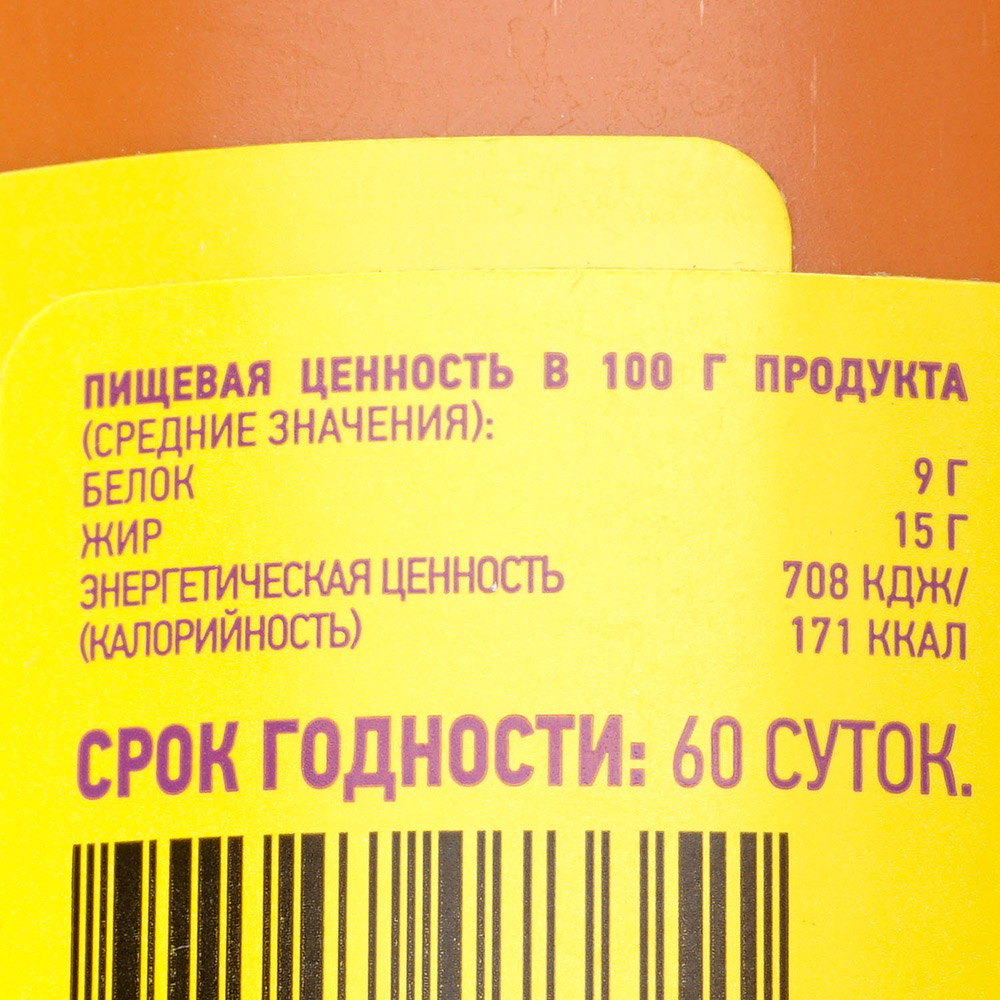 ПИЩЕВАЯ ЦЕННОСТЬ В 100 Г ПРОДУКТА
(СРЕДНИЕ ЗНАЧЕНИЯ):
БЕЛОК 9 Г
ЖИР 15 Г
ЭНЕРГЕТИЧЕСКАЯ ЦЕННОСТЬ 708 КДЖ/
(КАЛОРИЙНОСТЬ) 171 ККАЛ
СРОК ГОДНОСТИ: 60 СУТОК.